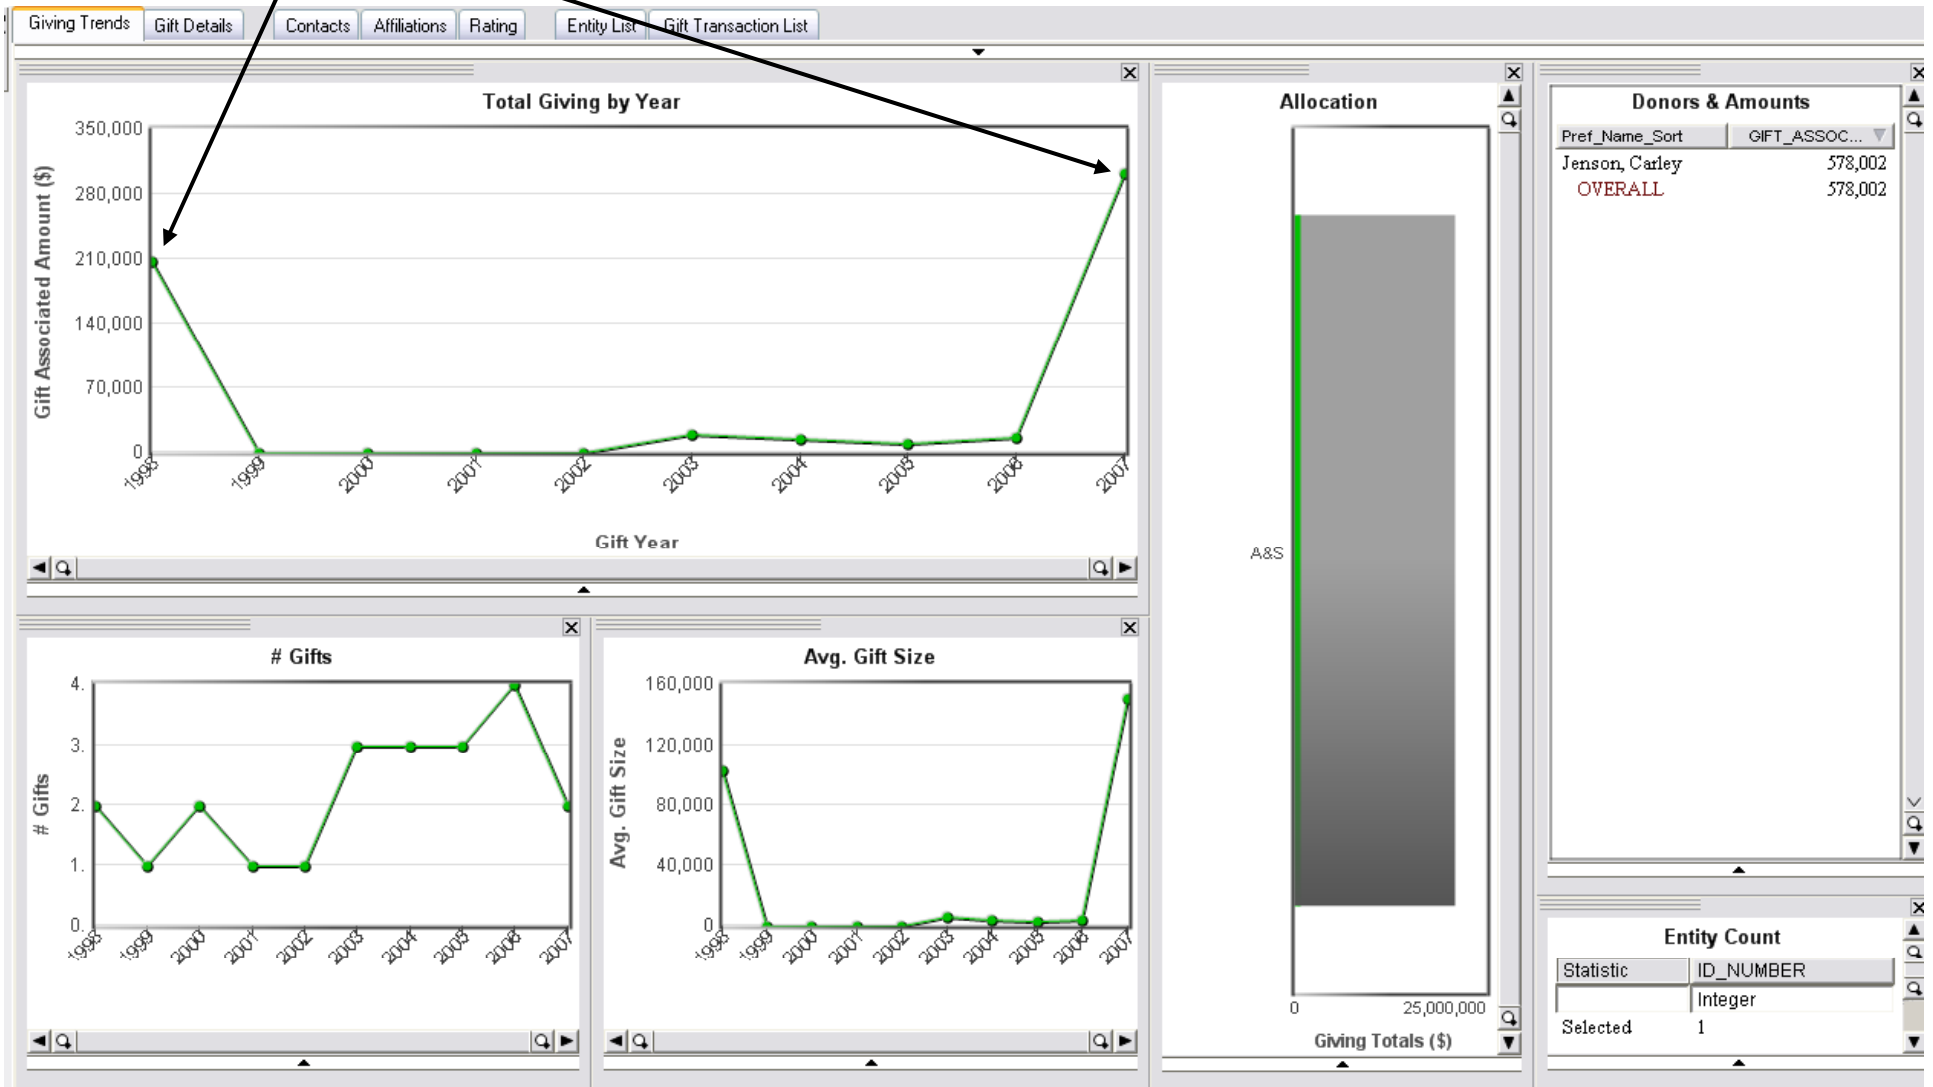 Giving Trends Gift Details Contacts Affiliations Rating Entity List Gift Transaction List
Total Giving by Year
Gift Associated Amount ($)
350,000
280,000
210,000
140,000
70,000
0
1998 1999 2000 2001 2002 2003 2004 2005 2006 2007
Gift Year
# Gifts
# Gifts
4.
3.
2.
1.
0.
1998 1999 2000 2001 2002 2003 2004 2005 2006 2007
Avg. Gift Size
Avg. Gift Size
160,000
120,000
80,000
40,000
0
1998 1999 2000 2001 2002 2003 2004 2005 2006 2007
Allocation
A&S
0 25,000,000
Giving Totals ($)
Donors & Amounts
Pref_Name_Sort GIFT_ASSOC...
Jenson, Carley 578,002
OVERALL 578,002
Entity Count
Statistic ID_NUMBER
Integer
Selected 1